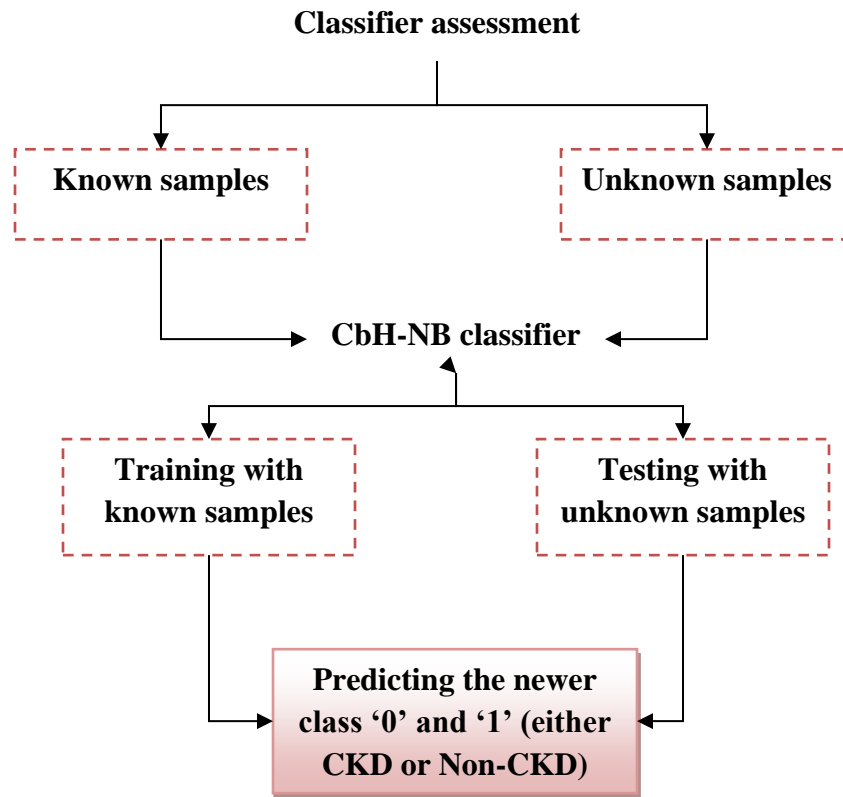 Classifier assessment
Known samples
Unknown samples
CbH-NB classifier
Training with
known samples
Testing with
unknown samples
Predicting the newer
class ‘0’ and ‘1’ (either
CKD or Non-CKD)